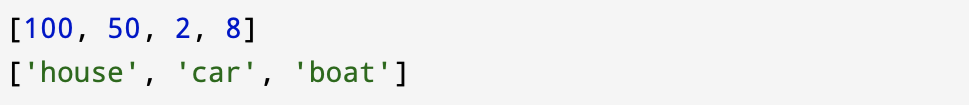 [100, 50, 2, 8]
['house', 'car', 'boat']